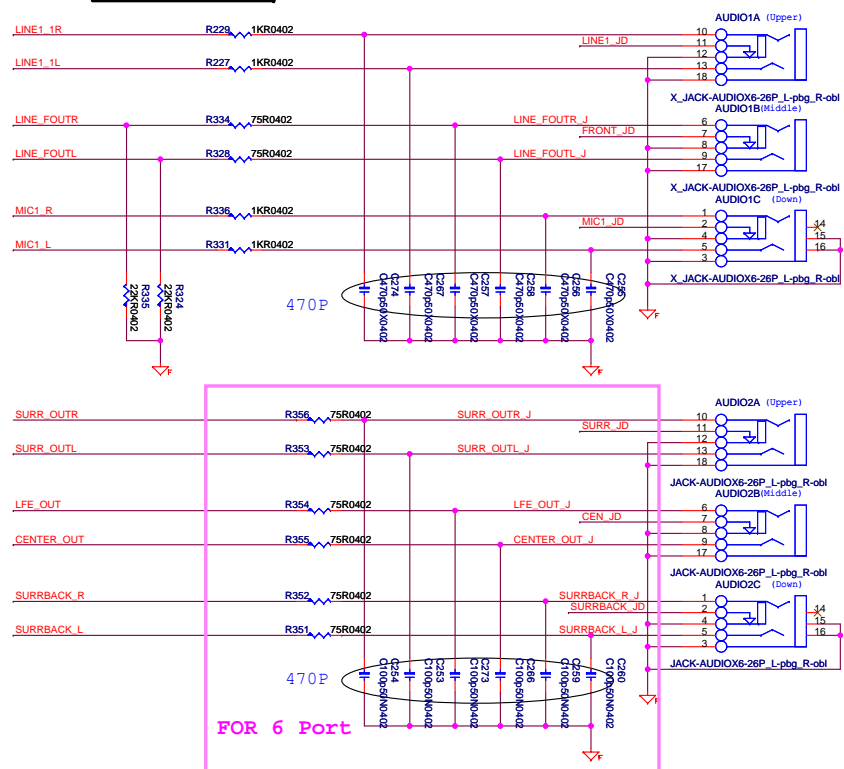 AUDIO1A (Upper)
LINE1_1R R229 1KR0402 10
LINE1_JD 11
12
LINE1_1L R227 1KR0402 13
18
X_JACK-AUDIOX6-26P_L-pbg_R-obl
AUDIO1B(Middle)
LINE_FOUTR R334 75R0402 LINE_FOUTR_J 6
FRONT_JD 7
8
LINE_FOUTL R328 75R0402 LINE_FOUTL_J 9
17
X_JACK-AUDIOX6-26P_L-pbg_R-obl
AUDIO1C (Down)
MIC1_R R336 1KR0402 1
MIC1_JD 2 14
4 15
MIC1_L R331 1KR0402 5 16
3
X_JACK-AUDIOX6-26P_L-pbg_R-obl
R335 22KR0402
R324 22KR0402
470P
C274 C470p50X0402
C267 C470p50X0402
C257 C470p50X0402
C258 C470p50X0402
C256 C470p50X0402
C255 C470p50X0402
F
F
F
AUDIO2A (Upper)
SURR_OUTR R356 75R0402 SURR_OUTR_J 10
SURR_JD 11
12
SURR_OUTL R353 75R0402 SURR_OUTL_J 13
18
JACK-AUDIOX6-26P_L-pbg_R-obl
AUDIO2B(Middle)
LFE_OUT R354 75R0402 LFE_OUT_J 6
CEN_JD 7
8
CENTER_OUT R355 75R0402 CENTER_OUT_J 9
17
JACK-AUDIOX6-26P_L-pbg_R-obl
AUDIO2C (Down)
SURRBACK_R R352 75R0402 SURRBACK_R_J 1
SURRBACK_JD 2 14
4 15
SURRBACK_L R351 75R0402 SURRBACK_L_J 5 16
3
JACK-AUDIOX6-26P_L-pbg_R-obl
470P
C254 C100p50N0402
C253 C100p50N0402
C273 C100p50N0402
C266 C100p50N0402
C259 C100p50N0402
C260 C100p50N0402
F
FOR 6 Port
F